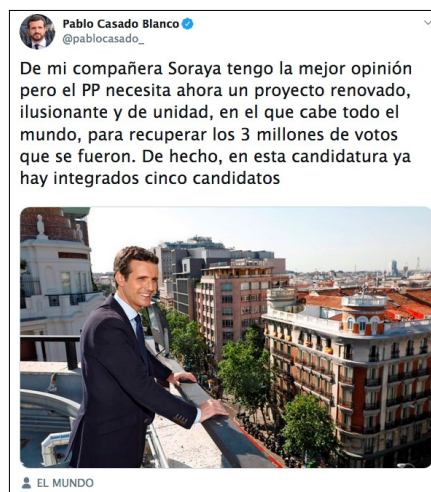 Pablo Casado Blanco
@pablocasado_
De mi compañera Soraya tengo la mejor opinión
pero el PP necesita ahora un proyecto renovado,
ilusionante y de unidad, en el que cabe todo el
mundo, para recuperar los 3 millones de votos
que se fueron. De hecho, en esta candidatura ya
hay integrados cinco candidatos
EL MUNDO